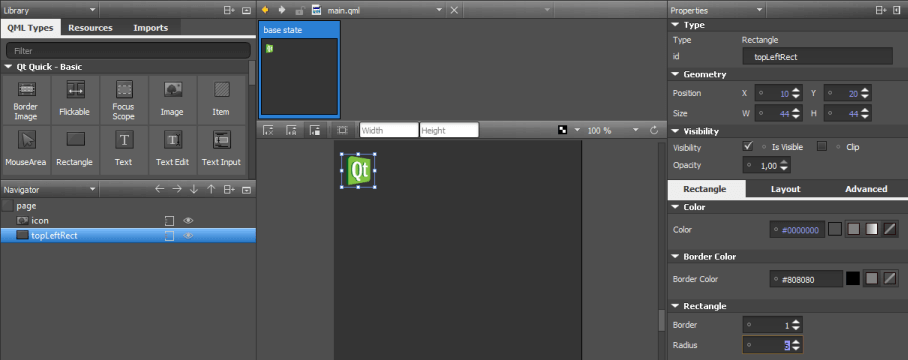 Library
main.qml
Properties
QML Types
Resources
Imports
Filter
Qt Quick - Basic
Border Image
Flickable
Focus Scope
Image
Item
MouseArea
Rectangle
Text
Text Edit
Text Input
Navigator
page
icon
topLeftRect
base state
Width
Height
100 %
Qt
Type
Type Rectangle
id topLeftRect
Geometry
Position X 10 Y 20
Size W 44 H 44
Visibility
Visibility Is Visible Clip
Opacity 1,00
Rectangle Layout Advanced
Color
Color #0000000
Border Color
Border Color #808080
Rectangle
Border 1
Radius